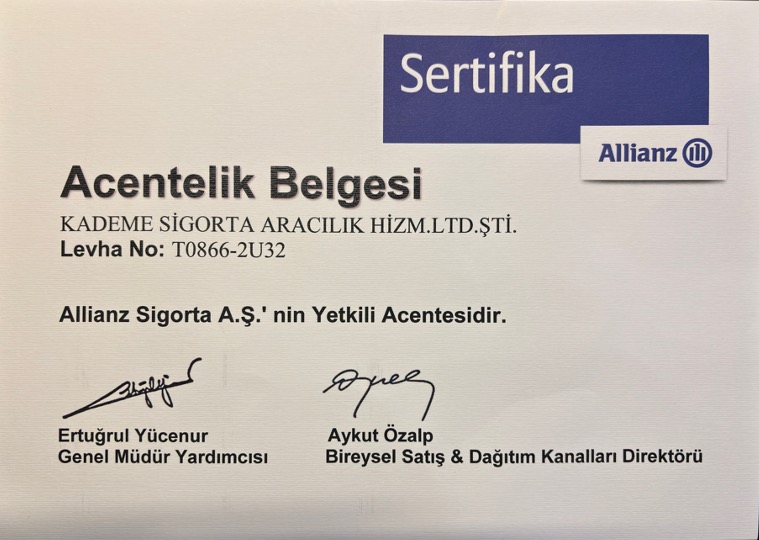 Sertifika
Allianz
Acentelik Belgesi
KADEME SİGORTA ARACILIK HİZM.LTD.ŞTİ.
Levha No: T0866-2U32
Allianz Sigorta A.Ş.' nin Yetkili Acentesidir.
Ertuğrul Yücenur
Genel Müdür Yardımcısı
Aykut Özalp
Bireysel Satış & Dağıtım Kanalları Direktörü